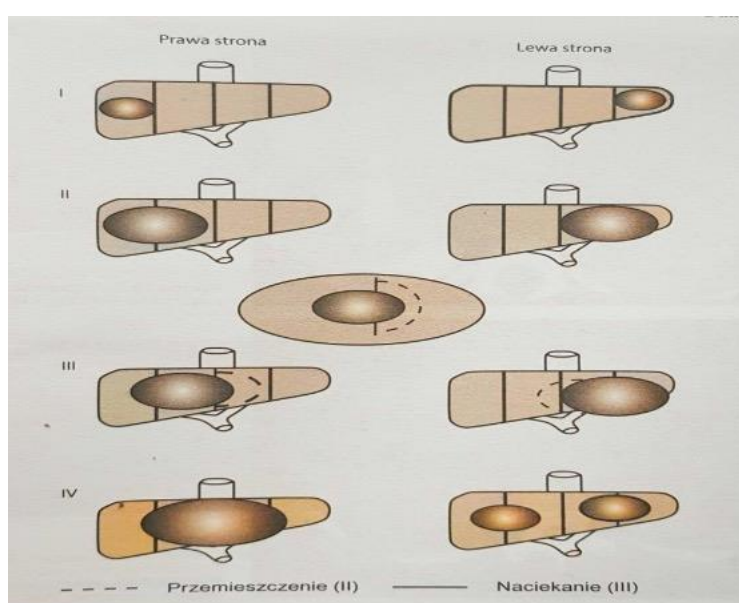 Prawa strona
Lewa strona
I
II
III
IV
Przemieszczenie (II)
Naciekanie (III)